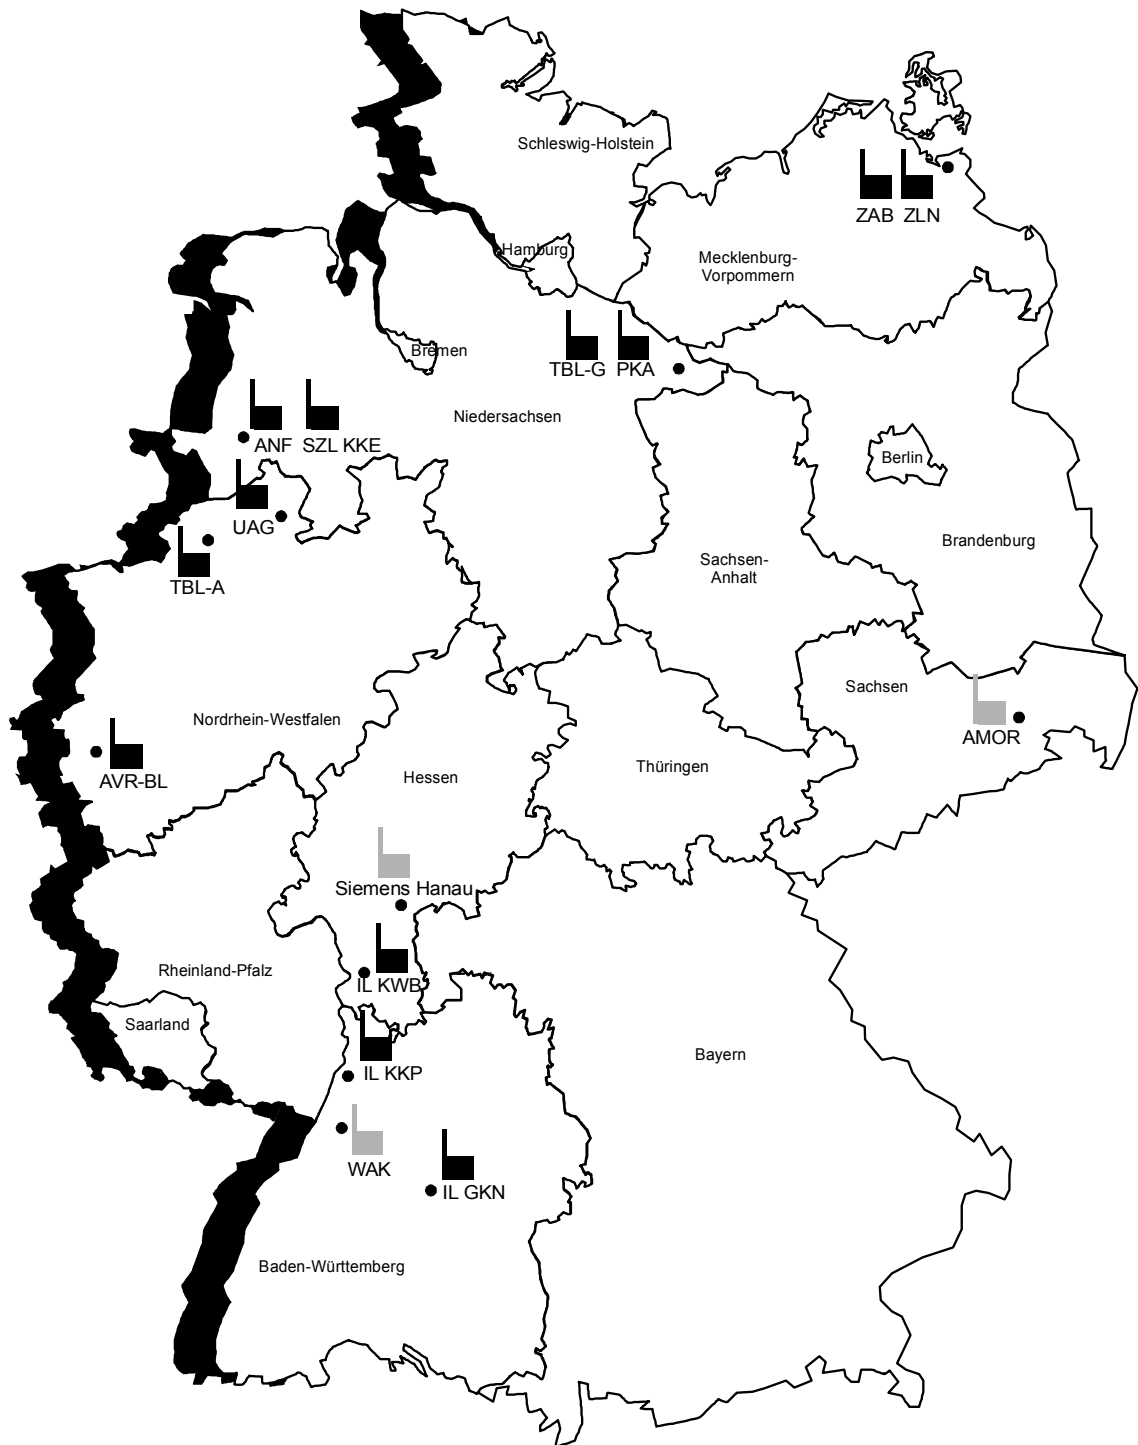 Schleswig-Holstein
ZAB ZLN
Hamburg
Mecklenburg-
Vorpommern
Bremen
TBL-G PKA
Niedersachsen
ANF SZL KKE
Berlin
UAG
Brandenburg
Sachsen-
Anhalt
TBL-A
Sachsen
Nordrhein-Westfalen
AMOR
Thüringen
Hessen
AVR-BL
Siemens Hanau
Rheinland-Pfalz
IL KWB
Saarland
Bayern
IL KKP
WAK
IL GKN
Baden-Württemberg